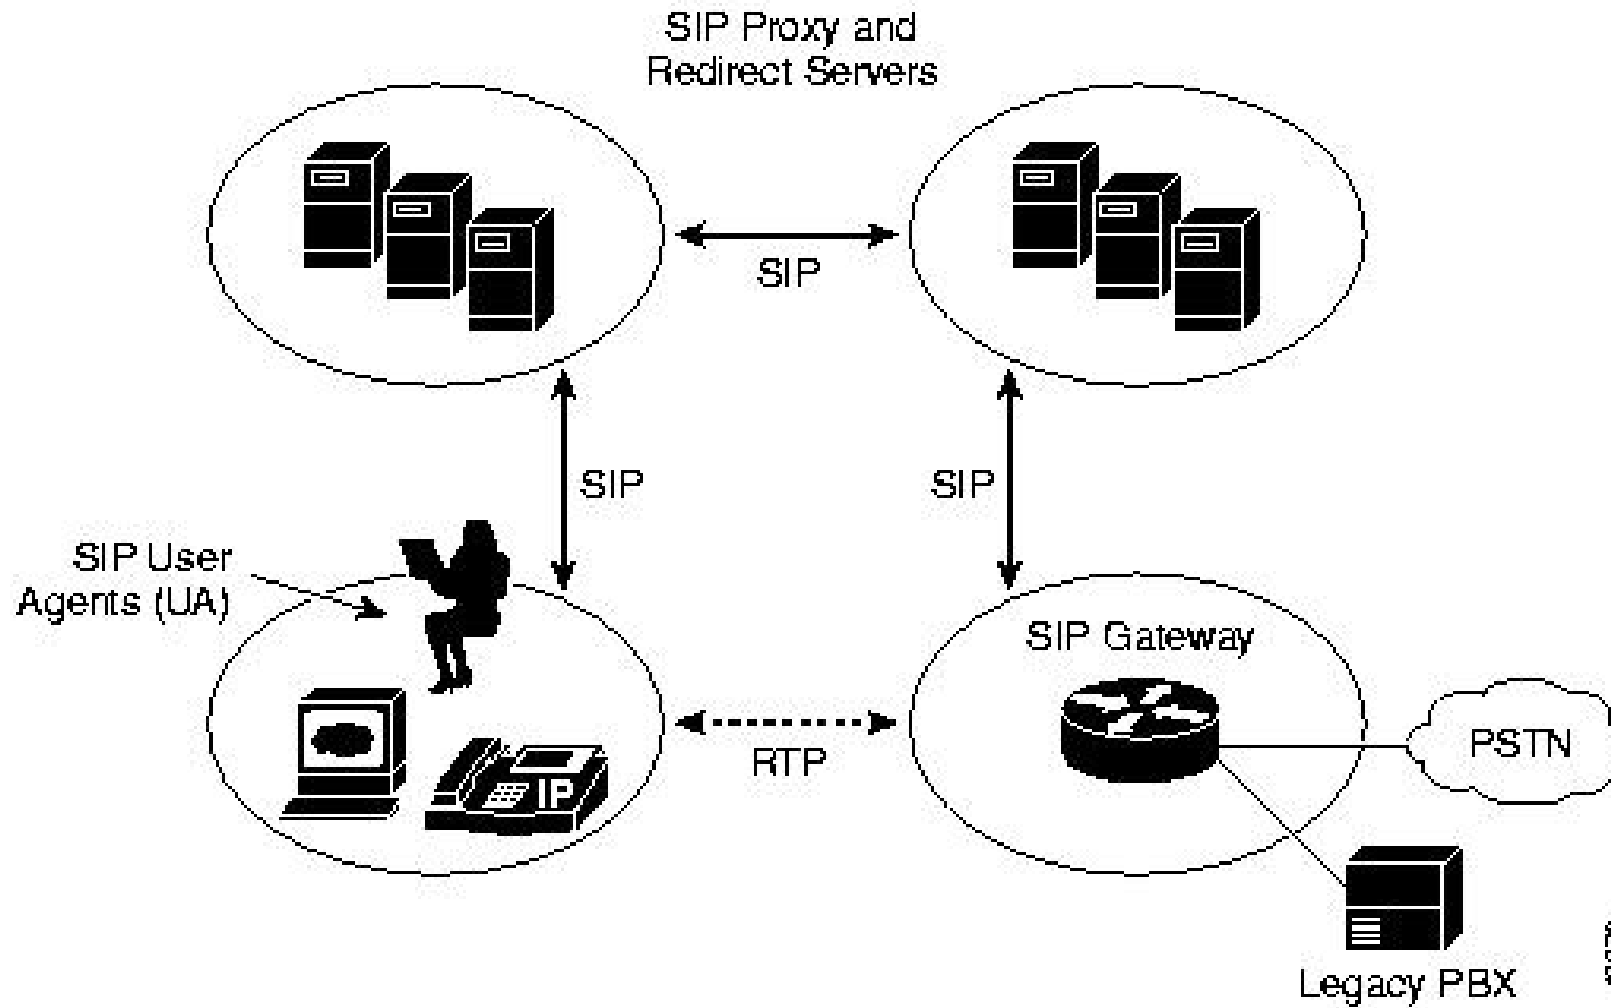 SIP Proxy and
Redirect Servers
SIP
SIP
SIP
SIP User
Agents (UA)
SIP Gateway
RTP
IP
PSTN
Legacy PBX